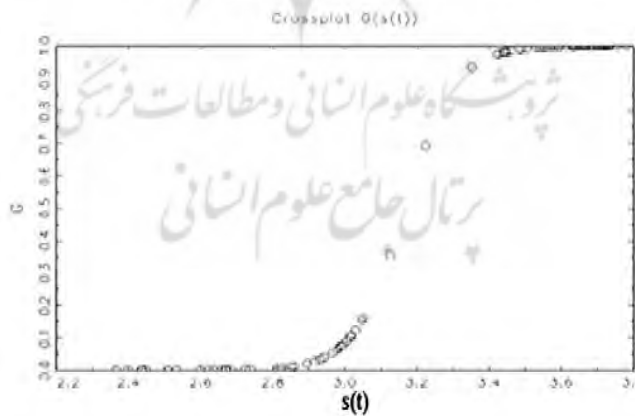 Crossplot G(s(t))
پژوهشگاه علوم انسانی و مطالعات فرهنگی
پرتال جامع علوم انسانی
G
0.0 0.1 0.2 0.3 0.4 0.5 0.6 0.7 0.8 0.9 1.0
2.2 2.4 2.6 2.8 3.0 3.2 3.4 3.6 3.8
s(t)